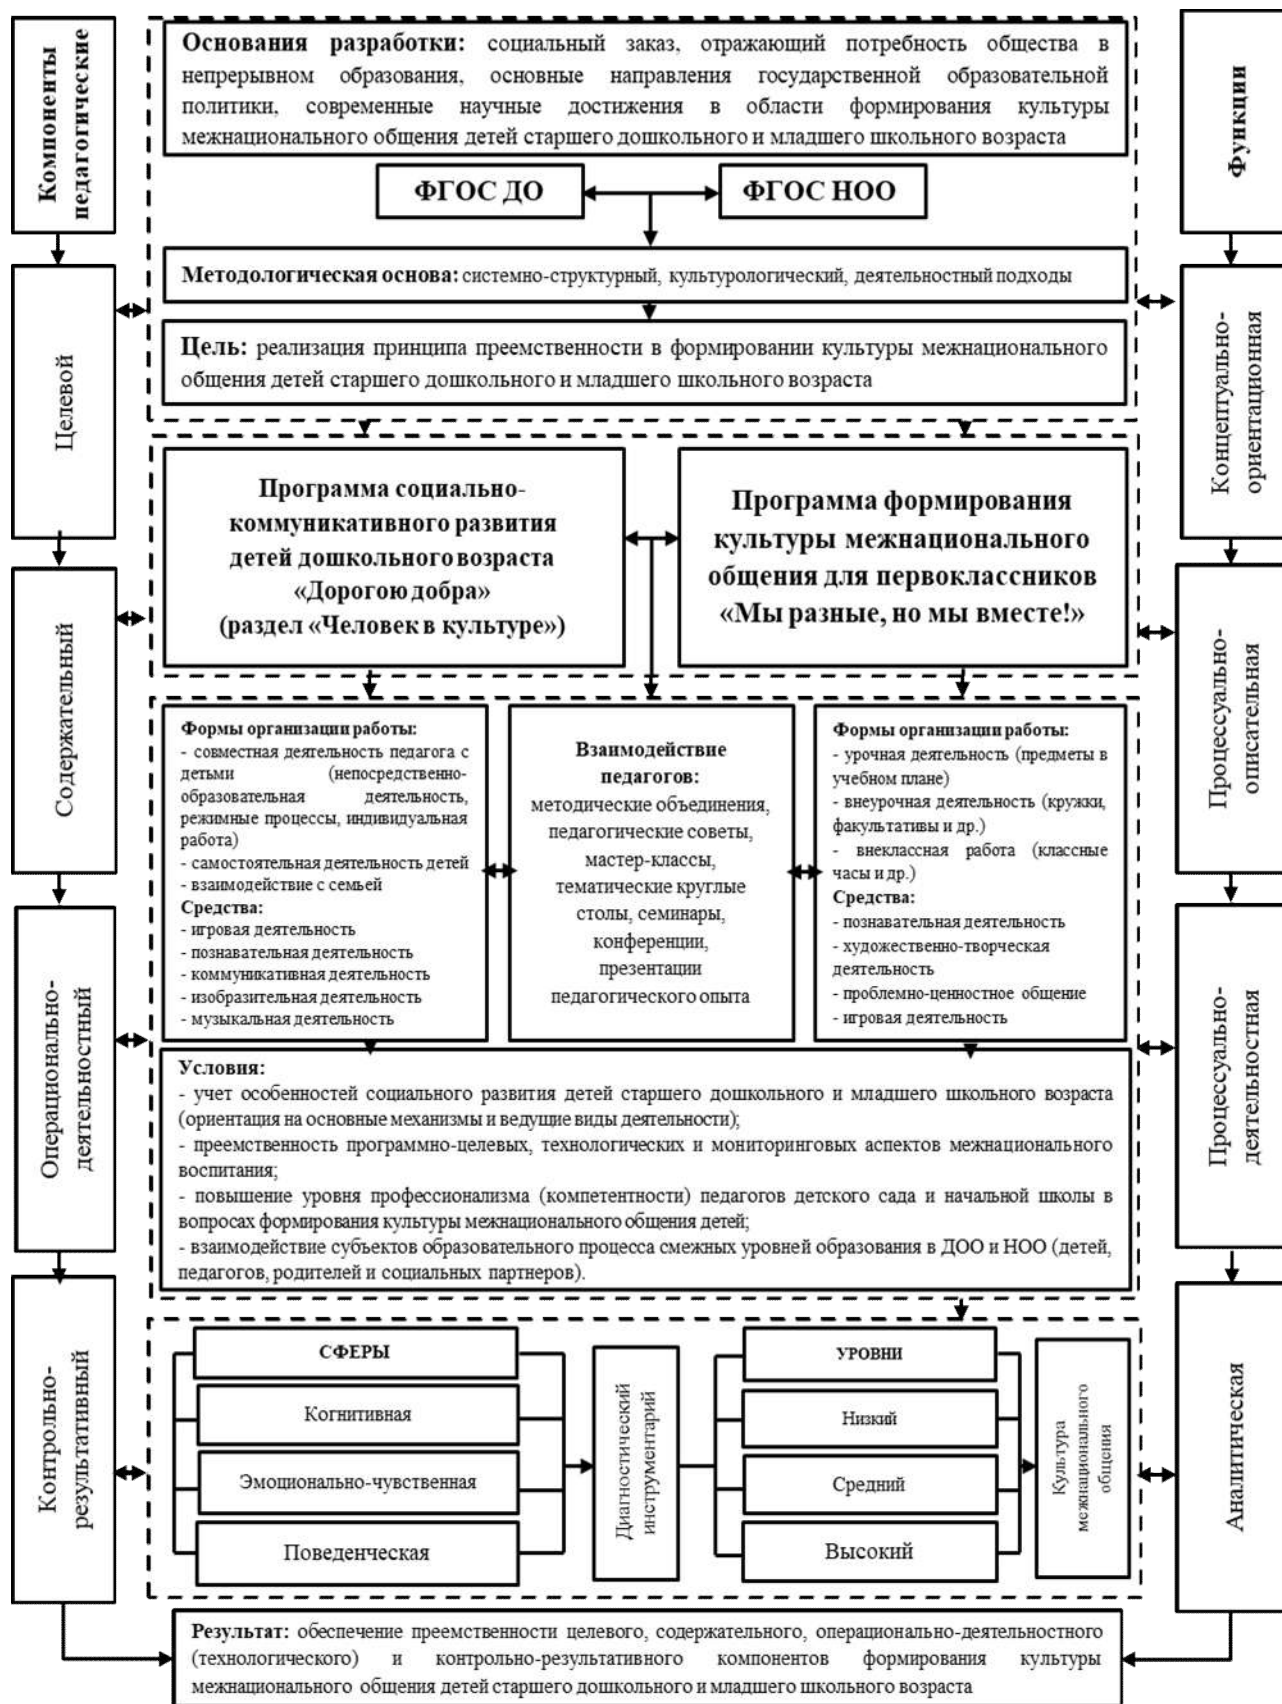 Компоненты
педагогические
Основания разработки: социальный заказ, отражающий потребность общества в
непрерывном образования, основные направления государственной образовательной
политики, современные научные достижения в области формирования культуры
межнационального общения детей старшего дошкольного и младшего школьного возраста
Функции
ФГОС ДО
ФГОС НОО
Методологическая основа: системно-структурный, культурологический, деятельностный подходы
Цель: реализация принципа преемственности в формировании культуры межнационального
общения детей старшего дошкольного и младшего школьного возраста
Целевой
Концептуально-
ориентационная
Программа социально-
коммуникативного развития
детей дошкольного возраста
«Дорогою добра»
(раздел «Человек в культуре»)
Программа формирования
культуры межнационального
общения для первоклассников
«Мы разные, но мы вместе!»
Содержательный
Процессуально-
описательная
Формы организации работы:
- совместная деятельность педагога с
детьми (непосредственно-
образовательная деятельность,
режимные процессы, индивидуальная
работа)
- самостоятельная деятельность детей
- взаимодействие с семьей
Средства:
- игровая деятельность
- познавательная деятельность
- коммуникативная деятельность
- изобразительная деятельность
- музыкальная деятельность
Взаимодействие
педагогов:
методические объединения,
педагогические советы,
мастер-классы,
тематические круглые
столы, семинары,
конференции,
презентации
педагогического опыта
Формы организации работы:
- урочная деятельность (предметы в
учебном плане)
- внеурочная деятельность (кружки,
факультативы и др.)
- внеклассная работа (классные
часы и др.)
Средства:
- познавательная деятельность
- художественно-творческая
деятельность
- проблемно-ценностное общение
- игровая деятельность
Операционально-
деятельностный
Процессуально-
деятельностная
Условия:
- учет особенностей социального развития детей старшего дошкольного и младшего школьного возраста
(ориентация на основные механизмы и ведущие виды деятельности);
- преемственность программно-целевых, технологических и мониторинговых аспектов межнационального
воспитания;
- повышение уровня профессионализма (компетентности) педагогов детского сада и начальной школы в
вопросах формирования культуры межнационального общения детей;
- взаимодействие субъектов образовательного процесса смежных уровней образования в ДОО и НОО (детей,
педагогов, родителей и социальных партнеров).
Контрольно-
результативный
Аналитическая
СФЕРЫ
Когнитивная
Эмоционально-чувственная
Поведенческая
Диагностический
инструментарий
УРОВНИ
Низкий
Средний
Высокий
Культура
межнационального
общения
Результат: обеспечение преемственности целевого, содержательного, операционально-деятельностного
(технологического) и контрольно-результативного компонентов формирования культуры
межнационального общения детей старшего дошкольного и младшего школьного возраста